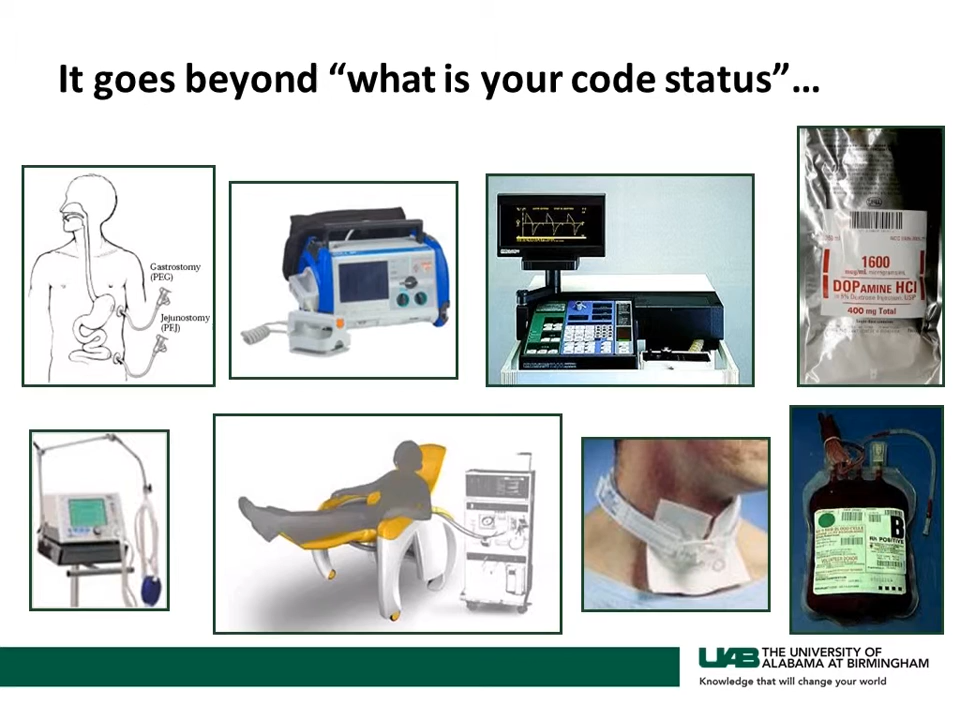 It goes beyond “what is your code status”…
Gastrostomy
(PEG)
Jejunostomy
(PEJ)
1600
DOPAMINE HCl
400 mg Total
B
Rh POSITIVE
UAB THE UNIVERSITY OF
ALABAMA AT BIRMINGHAM
Knowledge that will change your world